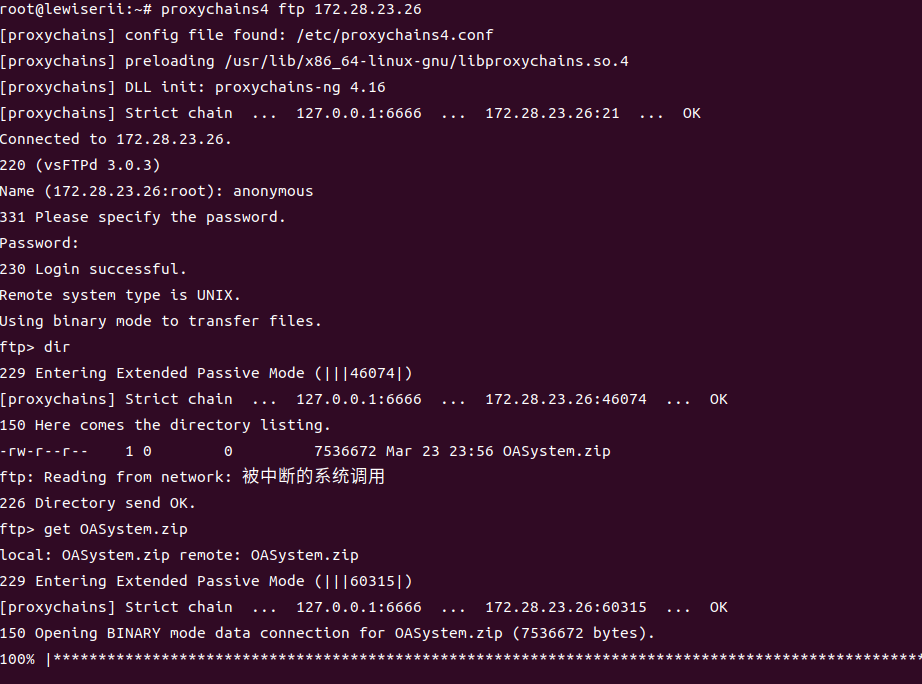 root@lewiserii:~# proxychains4 ftp 172.28.23.26
[proxychains] config file found: /etc/proxychains4.conf
[proxychains] preloading /usr/lib/x86_64-linux-gnu/libproxychains.so.4
[proxychains] DLL init: proxychains-ng 4.16
[proxychains] Strict chain  ...  127.0.0.1:6666  ...  172.28.23.26:21  ...  OK
Connected to 172.28.23.26.
220 (vsFTPd 3.0.3)
Name (172.28.23.26:root): anonymous
331 Please specify the password.
Password:
230 Login successful.
Remote system type is UNIX.
Using binary mode to transfer files.
ftp> dir
229 Entering Extended Passive Mode (|||46074|)
[proxychains] Strict chain  ...  127.0.0.1:6666  ...  172.28.23.26:46074  ...  OK
150 Here comes the directory listing.
-rw-r--r--    1 0        0         7536672 Mar 23 23:56 OASystem.zip
ftp: Reading from network: 被中断的系统调用
226 Directory send OK.
ftp> get OASystem.zip
local: OASystem.zip remote: OASystem.zip
229 Entering Extended Passive Mode (|||60315|)
[proxychains] Strict chain  ...  127.0.0.1:6666  ...  172.28.23.26:60315  ...  OK
150 Opening BINARY mode data connection for OASystem.zip (7536672 bytes).
100% |*************************************************************************************************